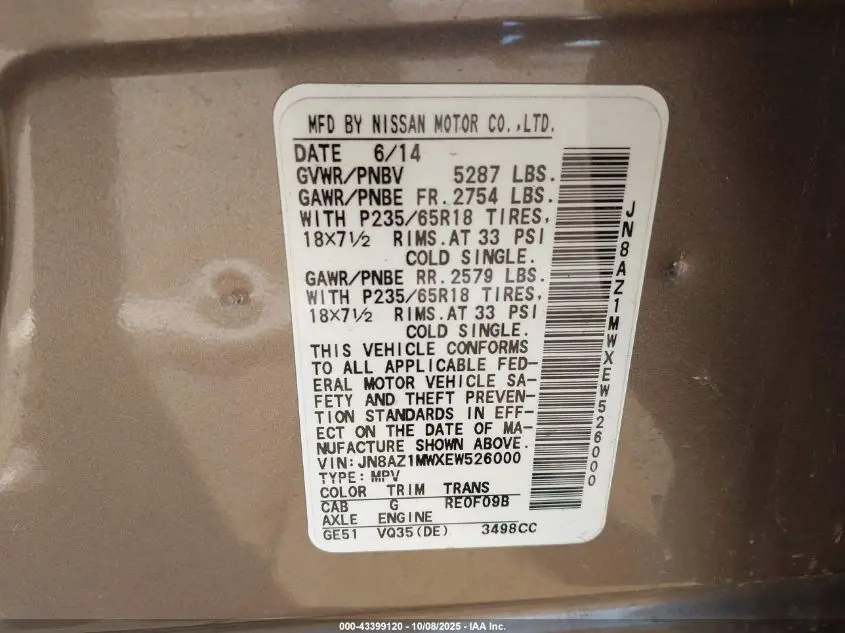 MFD BY NISSAN MOTOR CO.,LTD.
DATE 6/14
GVWR/PNBV 5287 LBS.
GAWR/PNBE FR. 2754 LBS.
WITH P235/65R18 TIRES,
18×7½ RIMS. AT 33 PSI
COLD SINGLE.
GAWR/PNBE RR. 2579 LBS.
WITH P235/65R18 TIRES,
18×7½ RIMS. AT 33 PSI
COLD SINGLE.
THIS VEHICLE CONFORMS
TO ALL APPLICABLE FED-
ERAL MOTOR VEHICLE SA-
FETY AND THEFT PREVEN-
TION STANDARDS IN EFF-
ECT ON THE DATE OF MA-
NUFACTURE SHOWN ABOVE.
VIN: JN8AZ1MWXEW526000
TYPE: MPV
COLOR TRIM TRANS
CAB G RE0F09B
AXLE ENGINE
GE51 VQ35(DE) 3498CC
JN8AZ1MWXEW526000
000-43399120 - 10/08/2025 - IAA Inc.